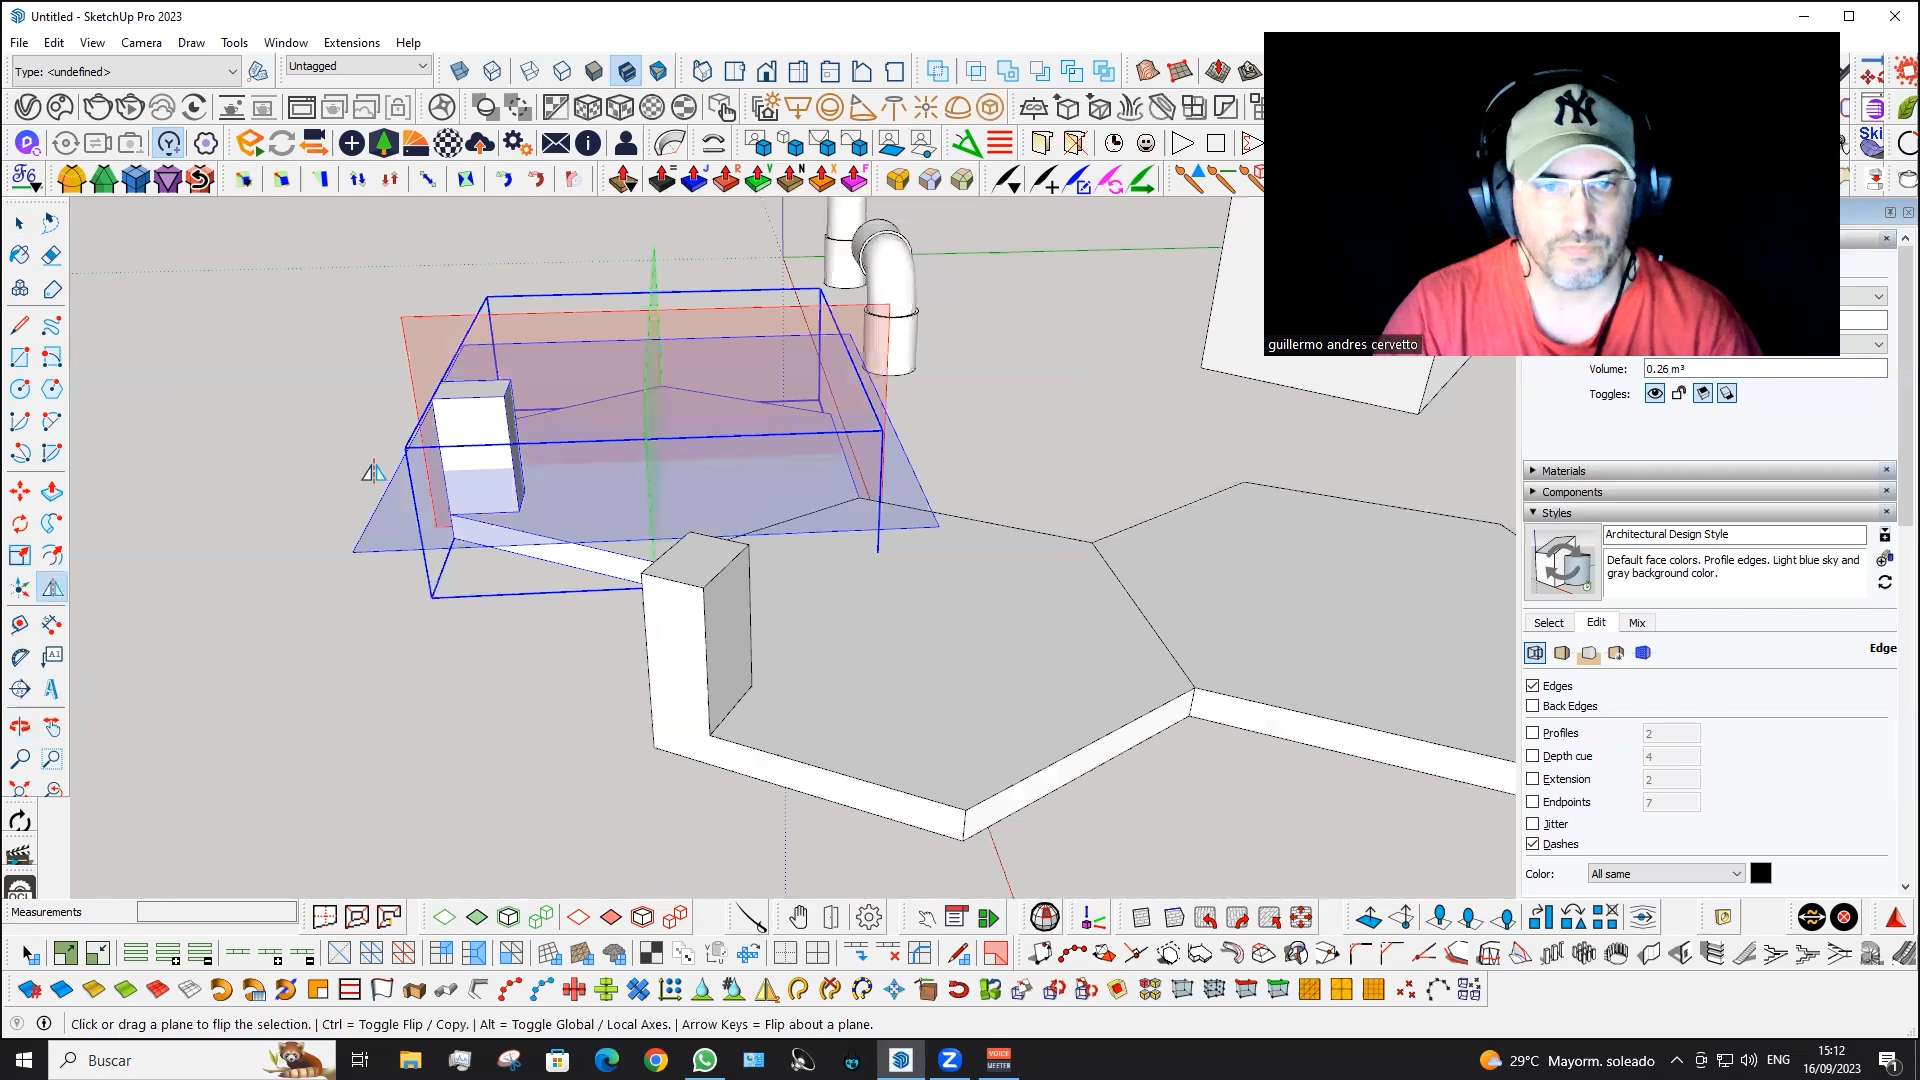 Untitled - SketchUp Pro 2023
File Edit View Camera Draw Tools Window Extensions Help
Type: <undefined>
Untagged
Ski
NY
guillermo andres cervetto
Volume: 0.26 m³
Toggles:
Materials
Components
Styles
Architectural Design Style
Default face colors. Profile edges. Light blue sky and
gray background color.
Select Edit Mix
Edge
Edges
Back Edges
Profiles 2
Depth cue 4
Extension 2
Endpoints 7
Jitter
Dashes
Color: All same
Measurements
Click or drag a plane to flip the selection. | Ctrl = Toggle Flip / Copy. | Alt = Toggle Global / Local Axes. | Arrow Keys = Flip about a plane.
Buscar
VOICE
MEETER
29°C Mayorm. soleado
ENG
15:12
16/09/2023
1